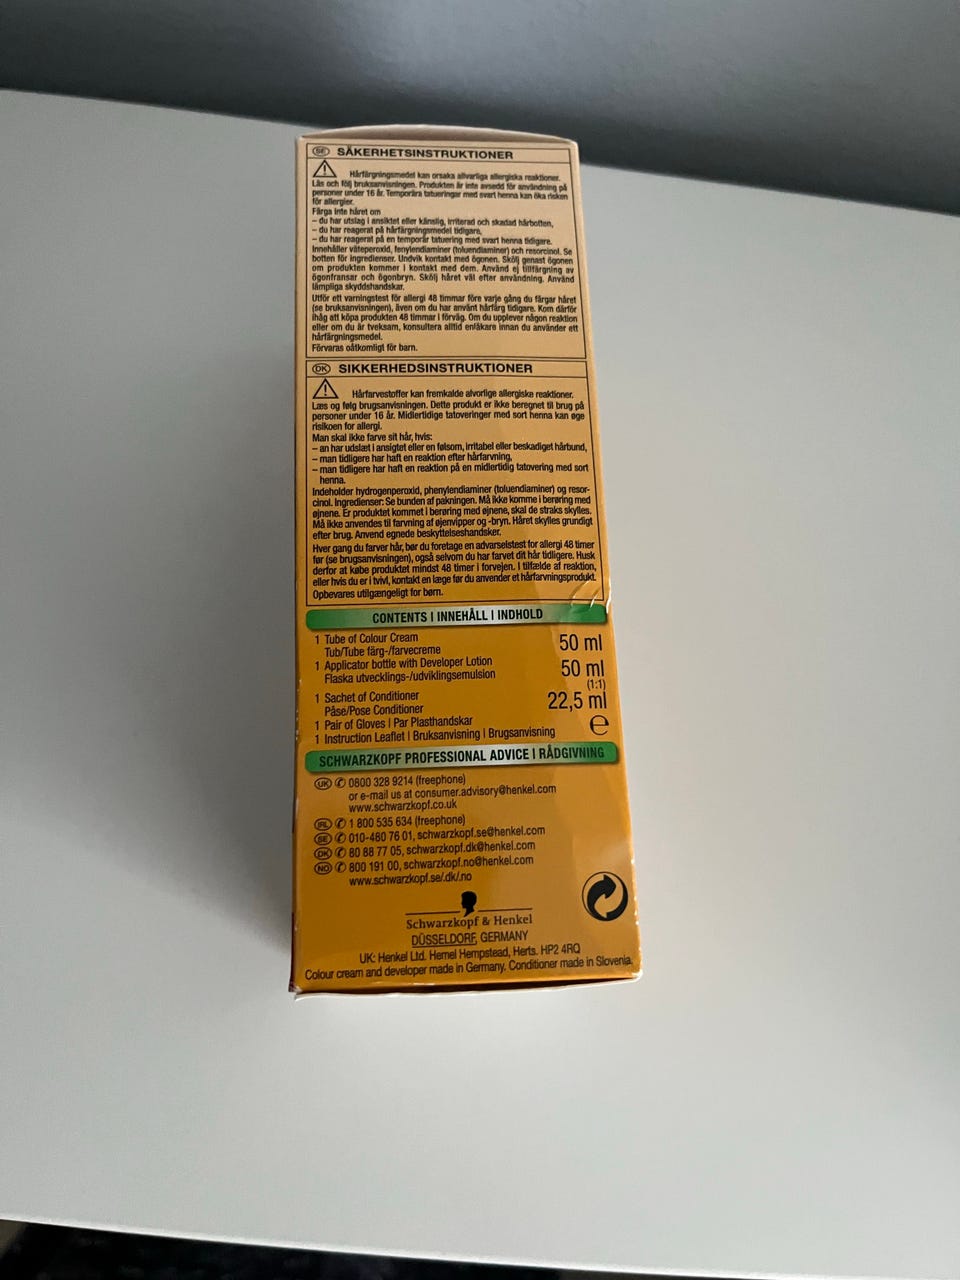 SE SÄKERHETSINSTRUKTIONER
Hårfärgningsmedel kan orsaka allvarliga allergiska reaktioner.
Läs och följ bruksanvisningen. Produkten är inte avsedd för användning på
personer under 16 år. Temporära tatueringar med svart henna kan öka risken
för allergier.
Färga inte håret om
– du har utslag i ansiktet eller känslig, irriterad och skadad hårbotten,
– du har reagerat på hårfärgningsmedel tidigare,
– du har reagerat på en temporär tatuering med svart henna tidigare.
Innehåller väteperoxid, fenylendiaminer (toluendiaminer) och resorcinol. Se
botten för ingredienser. Undvik kontakt med ögonen. Skölj genast ögonen
om produkten kommer i kontakt med dem. Använd ej till färgning av
ögonfransar och ögonbryn. Skölj håret väl efter användning. Använd
lämpliga skyddshandskar.
Utför ett varningstest för allergi 48 timmar före varje gång du färgar håret
(se bruksanvisningen), även om du har använt hårfärg tidigare. Kom därför
ihåg att köpa produkten 48 timmar i förväg. Om du upplever någon reaktion
eller om du är tveksam, konsultera alltid en läkare innan du använder ett
hårfärgningsmedel.
Förvaras oåtkomligt för barn.
DK SIKKERHEDSINSTRUKTIONER
Hårfarvestoffer kan fremkalde alvorlige allergiske reaktioner.
Læs og følg brugsanvisningen. Dette produkt er ikke beregnet til brug på
personer under 16 år. Midlertidige tatoveringer med sort henna kan øge
risikoen for allergi.
Man skal ikke farve sit hår, hvis:
– an har udslæt i ansigtet eller en følsom, irritabel eller beskadiget hårbund,
– man tidligere har haft en reaktion efter hårfarvning,
– man tidligere har haft en reaktion på en midlertidig tatovering med sort
henna.
Indeholder hydrogenperoxid, phenylendiaminer (toluendiaminer) og resor-
cinol. Ingredienser: Se bunden af pakningen. Må ikke komme i berøring med
øjnene. Er produktet kommet i berøring med øjnene, skal de straks skylles.
Må ikke anvendes til farvning af øjenvipper og -bryn. Håret skylles grundigt
efter brug. Anvend egnede beskyttelseshandsker.
Hver gang du farver hår, bør du foretage en advarselstest for allergi 48 timer
før (se brugsanvisningen), også selvom du har farvet dit hår tidligere. Husk
derfor at købe produktet mindst 48 timer i forvejen. I tilfælde af reaktion,
eller hvis du er i tvivl, kontakt en læge før du anvender et hårfarvningsprodukt.
Opbevares utilgængeligt for børn.
CONTENTS I INNEHÅLL I INDHOLD
1 Tube of Colour Cream 50 ml
Tub/Tube färg-/farvecreme
1 Applicator bottle with Developer Lotion 50 ml
Flaska utvecklings-/udviklingsemulsion (1:1)
1 Sachet of Conditioner 22,5 ml
Påse/Pose Conditioner
1 Pair of Gloves I Par Plasthandskar e
1 Instruction Leaflet I Bruksanvisning I Brugsanvisning
SCHWARZKOPF PROFESSIONAL ADVICE I RÅDGIVNING
UK 0800 328 9214 (freephone)
or e-mail us at consumer.advisory@henkel.com
www.schwarzkopf.co.uk
IRL 1 800 535 634 (freephone)
SE 010-480 76 01, schwarzkopf.se@henkel.com
DK 80 88 77 05, schwarzkopf.dk@henkel.com
NO 800 191 00, schwarzkopf.no@henkel.com
www.schwarzkopf.se/.dk/.no
Schwarzkopf & Henkel
DÜSSELDORF, GERMANY
UK: Henkel Ltd. Hemel Hempstead, Herts. HP2 4RQ
Colour cream and developer made in Germany. Conditioner made in Slovenia.